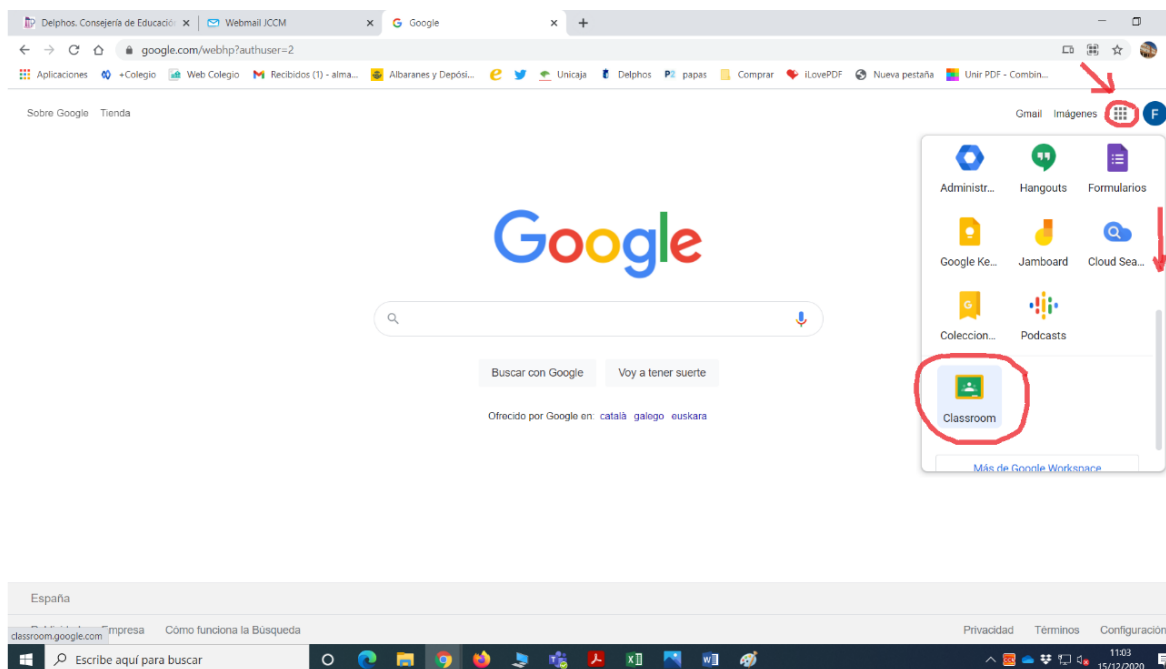 Delphos. Consejería de Educació
Webmail JCCM
Google
google.com/webhp?authuser=2
Aplicaciones
+Colegio
Web Colegio
Recibidos (1) - alma...
Albaranes y Depósi...
Unicaja
Delphos
papas
Comprar
iLovePDF
Nueva pestaña
Unir PDF - Combin...
Sobre Google Tienda
Gmail Imágenes
F
Administr... Hangouts Formularios
Google Ke... Jamboard Cloud Sea...
Coleccion... Podcasts
Classroom
Más de Google Workspace
Google
Buscar con Google Voy a tener suerte
Ofrecido por Google en: català galego euskara
España
Empresa Cómo funciona la Búsqueda
Privacidad Términos Configuración
classroom.google.com
Escribe aquí para buscar
11:03
15/12/2020